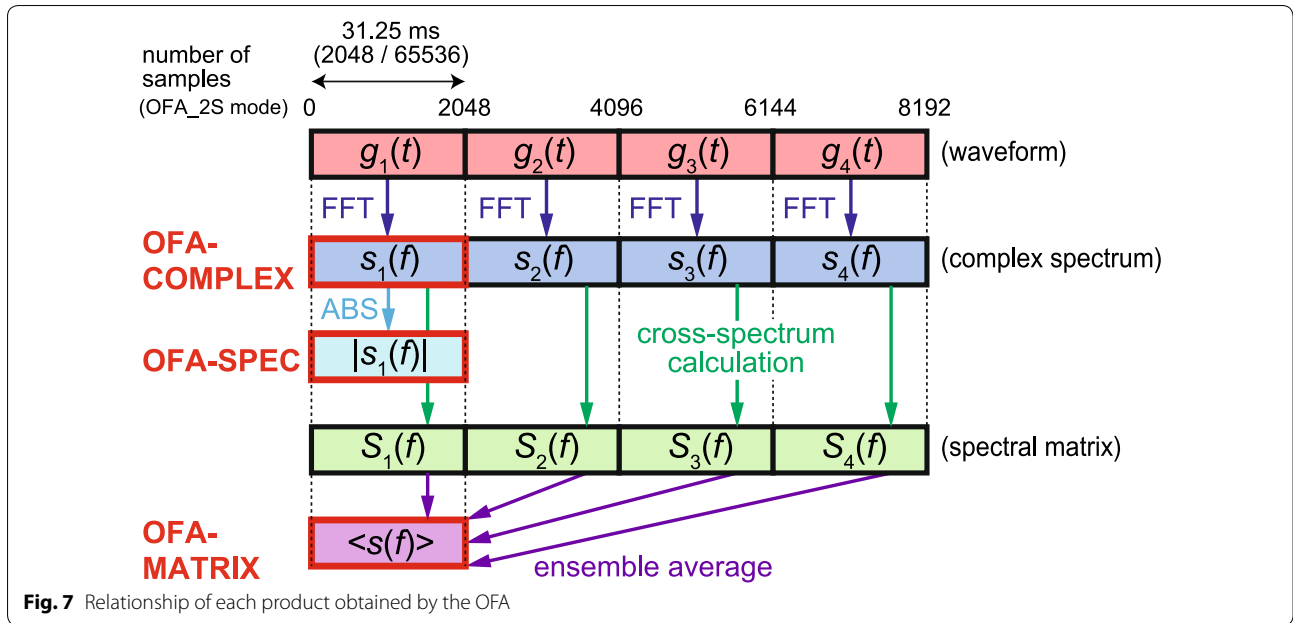 31.25 ms
(2048 / 65536)
number of
samples
(OFA_2S mode) 0 2048 4096 6144 8192
g₁(t) g₂(t) g₃(t) g₄(t) (waveform)
FFT FFT FFT FFT
OFA-
COMPLEX
s₁(f) s₂(f) s₃(f) s₄(f) (complex spectrum)
ABS
cross-spectrum
calculation
OFA-SPEC |s₁(f)|
S₁(f) S₂(f) S₃(f) S₄(f) (spectral matrix)
OFA-
MATRIX
<s(f)>
ensemble average
Fig. 7 Relationship of each product obtained by the OFA